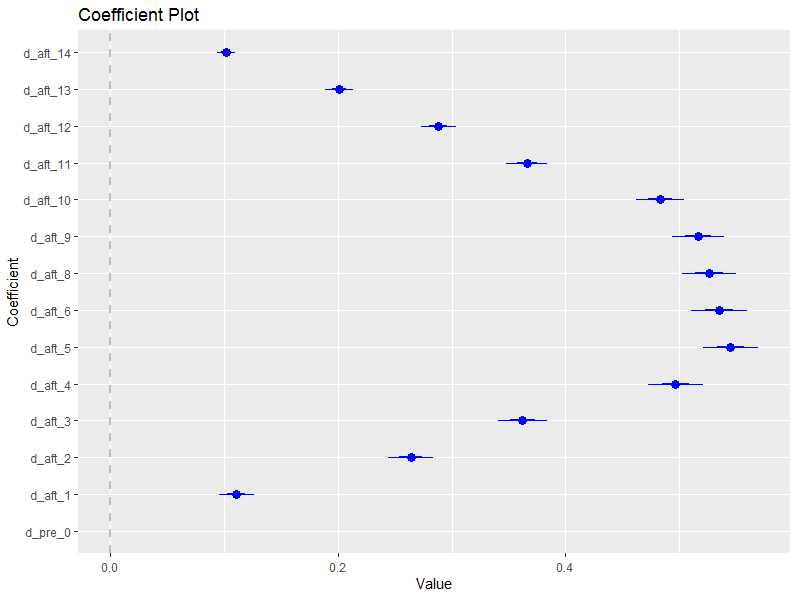 Coefficient Plot
d_aft_14
d_aft_13
d_aft_12
d_aft_11
d_aft_10
d_aft_9
d_aft_8
d_aft_6
d_aft_5
d_aft_4
d_aft_3
d_aft_2
d_aft_1
d_pre_0
Coefficient
0.0 0.2 0.4
Value